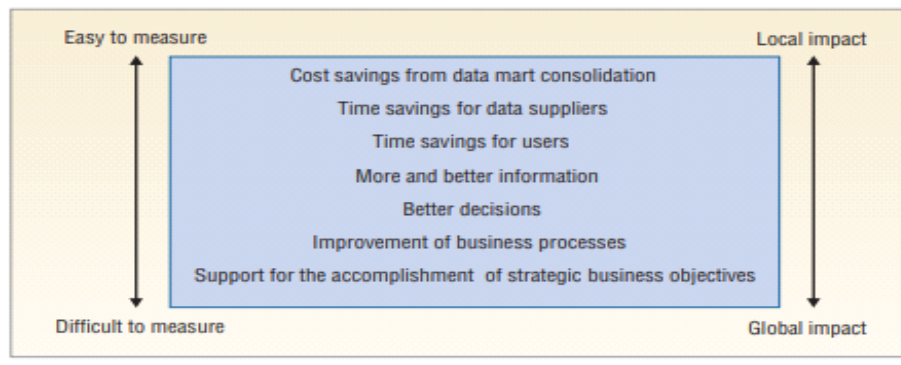 Easy to measure
Local impact
Cost savings from data mart consolidation
Time savings for data suppliers
Time savings for users
More and better information
Better decisions
Improvement of business processes
Support for the accomplishment of strategic business objectives
Difficult to measure
Global impact